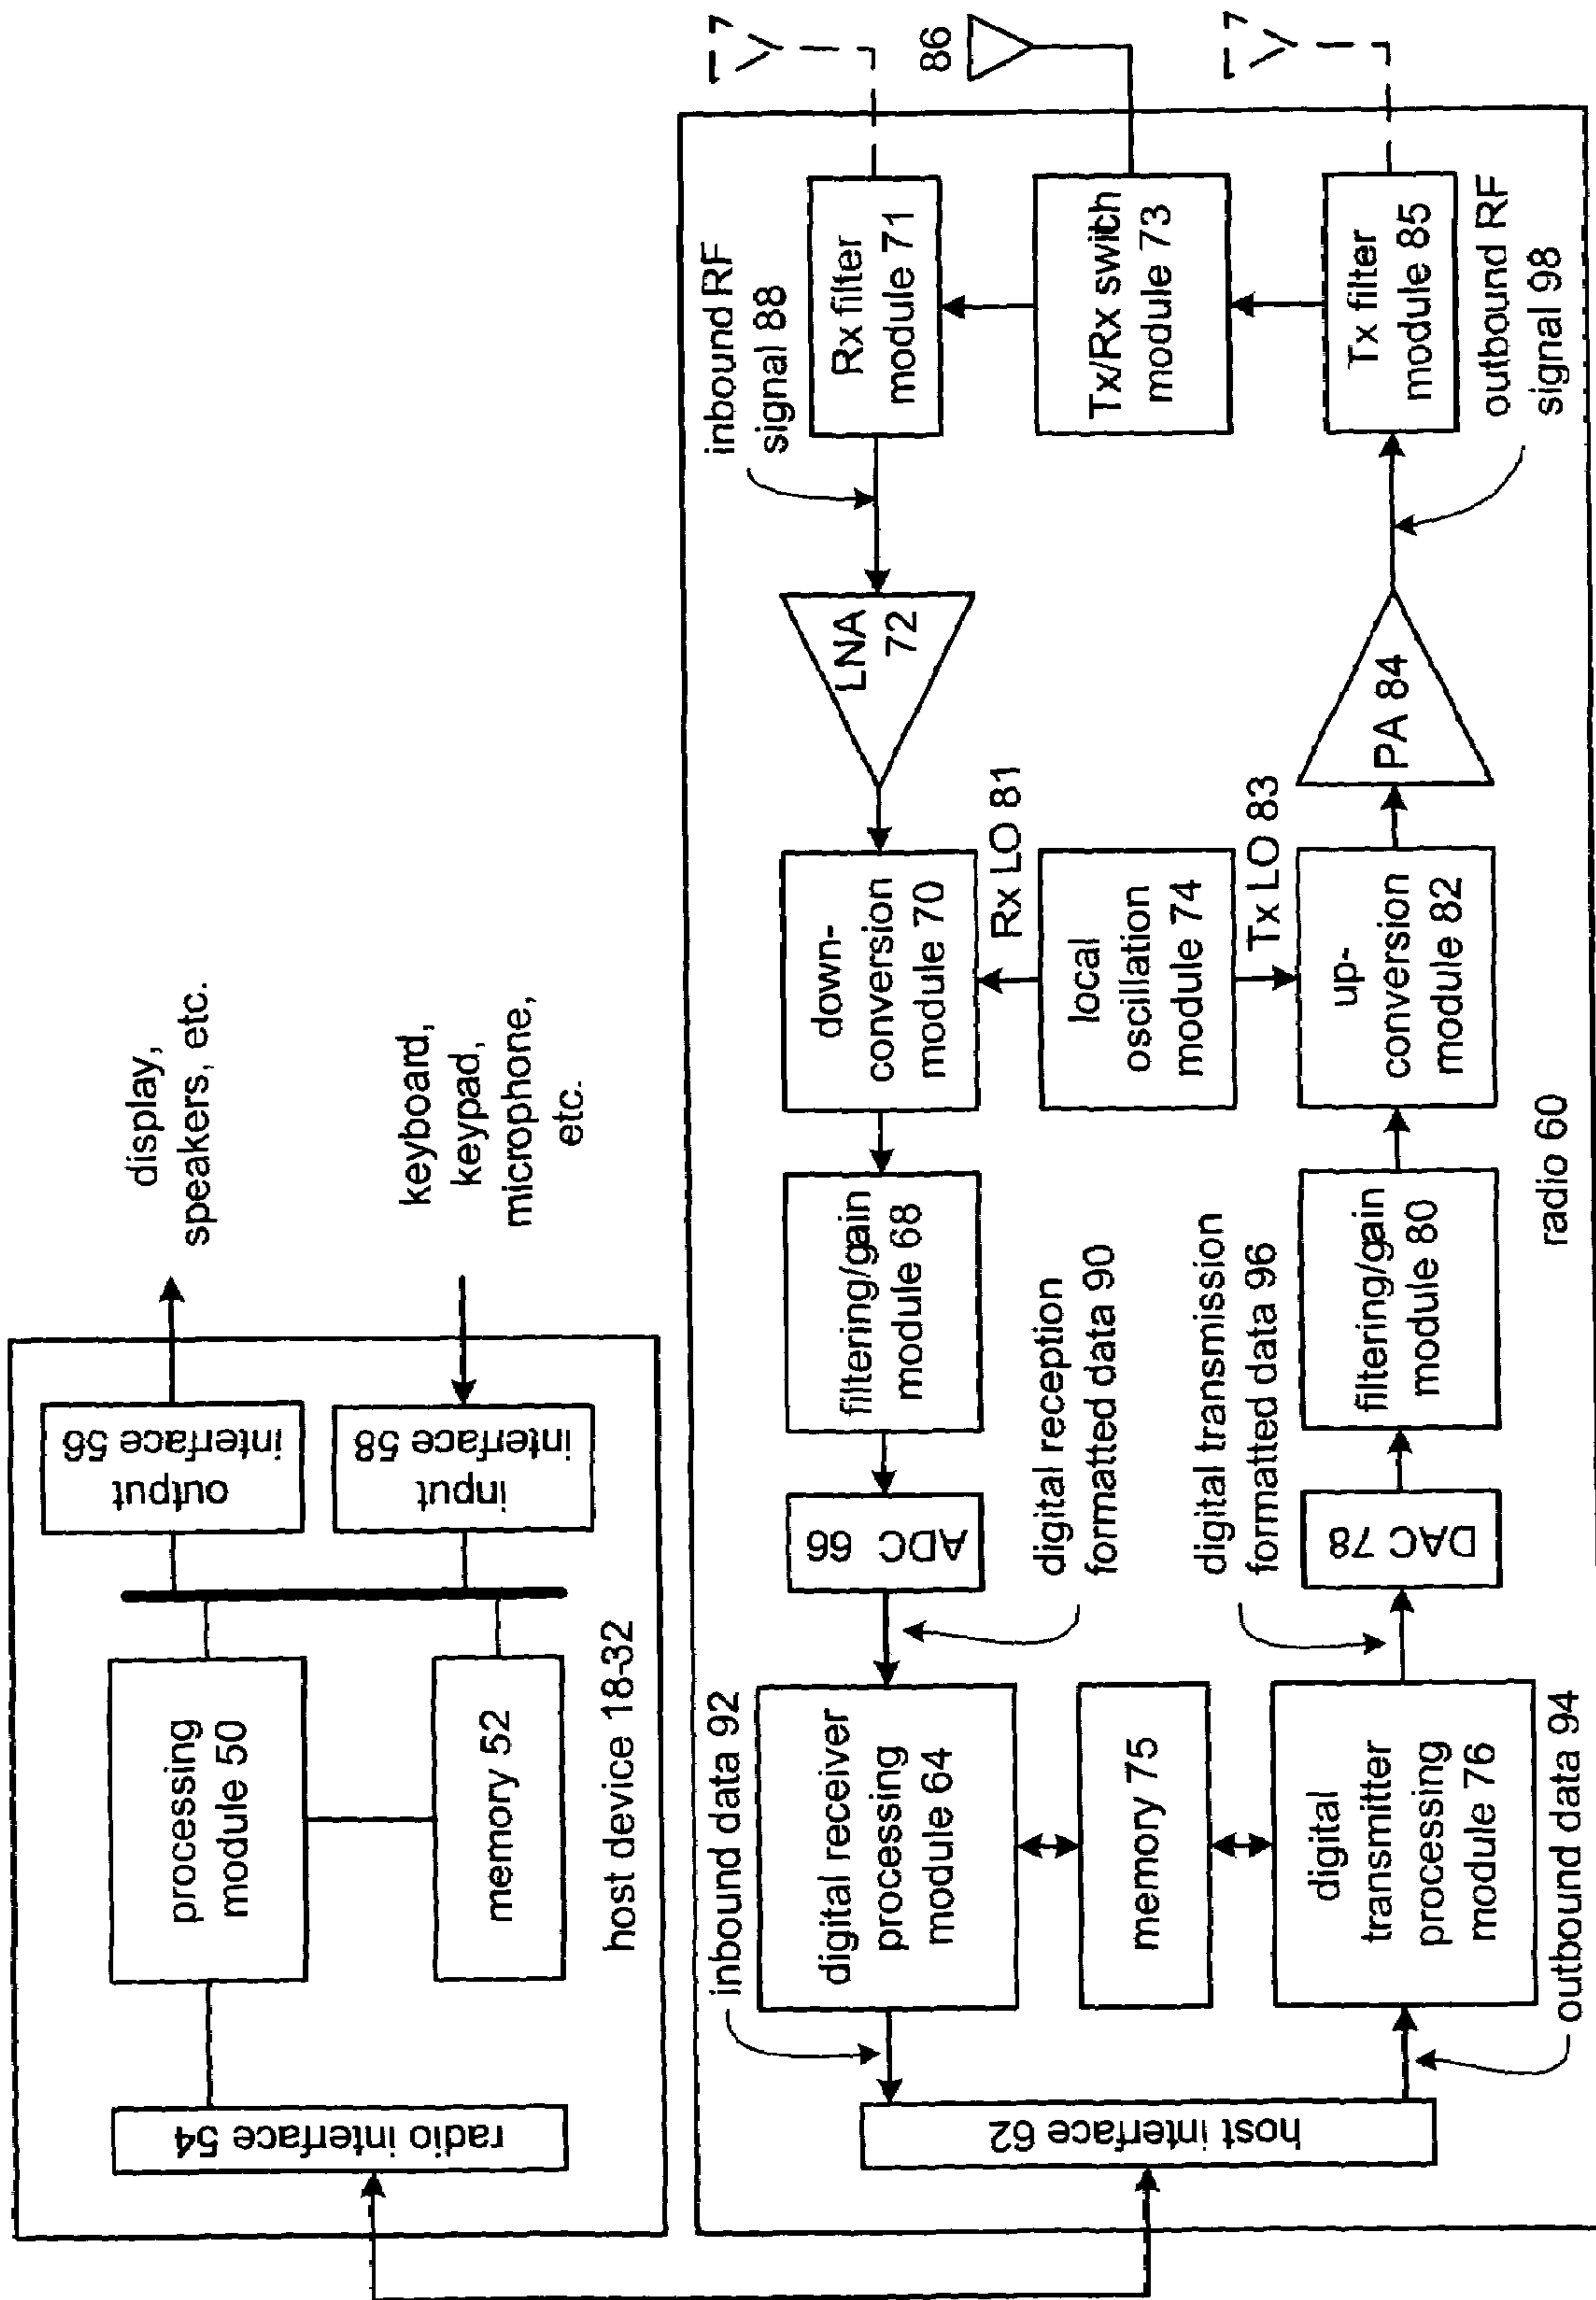 display,
speakers, etc.
keyboard,
keypad,
microphone,
etc.
output
interface 56
input
interface 58
processing
module 50
memory 52
radio interface 54
host device 18-32
inbound data 92
digital receiver
processing
module 64
memory 75
digital
transmitter
processing
module 76
outbound data 94
host interface 62
ADC 66
digital reception
formatted data 90
digital transmission
formatted data 96
DAC 78
filtering/gain
module 68
filtering/gain
module 80
down-
conversion
module 70
Rx LO 81
local
oscillation
module 74
Tx LO 83
up-
conversion
module 82
radio 60
LNA
72
PA 84
inbound RF
signal 88
Rx filter
module 71
Tx/Rx switch
module 73
Tx filter
module 85
outbound RF
signal 98
86